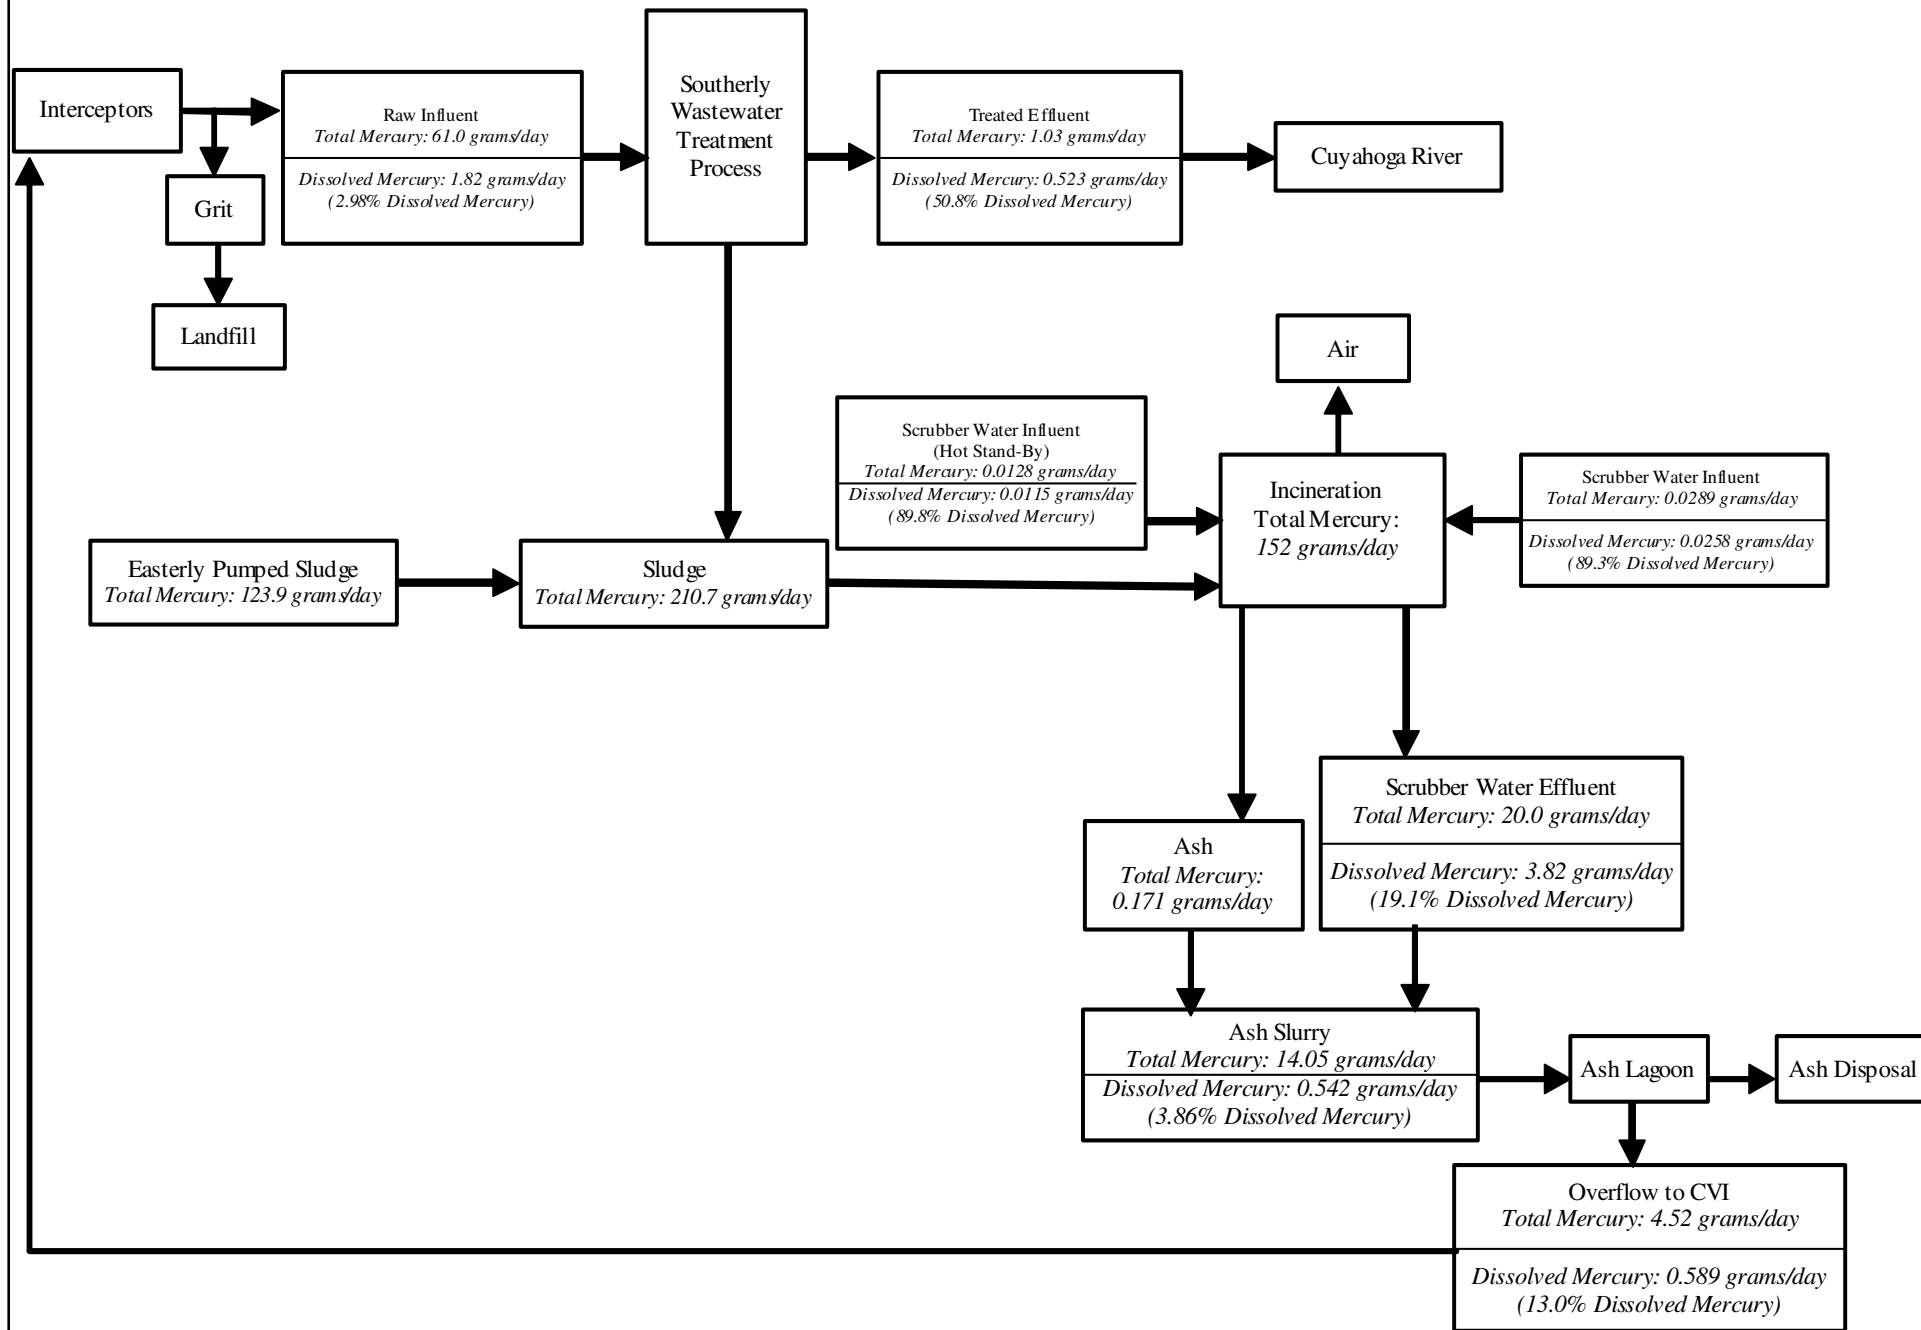 Interceptors
Raw Influent
Total Mercury: 61.0 grams/day
Dissolved Mercury: 1.82 grams/day
(2.98% Dissolved Mercury)
Southerly
Wastewater
Treatment
Process
Treated Effluent
Total Mercury: 1.03 grams/day
Dissolved Mercury: 0.523 grams/day
(50.8% Dissolved Mercury)
Cuyahoga River
Grit
Landfill
Air
Scrubber Water Influent
(Hot Stand-By)
Total Mercury: 0.0128 grams/day
Dissolved Mercury: 0.0115 grams/day
(89.8% Dissolved Mercury)
Incineration
Total Mercury:
152 grams/day
Scrubber Water Influent
Total Mercury: 0.0289 grams/day
Dissolved Mercury: 0.0258 grams/day
(89.3% Dissolved Mercury)
Easterly Pumped Sludge
Total Mercury: 123.9 grams/day
Sludge
Total Mercury: 210.7 grams/day
Scrubber Water Effluent
Total Mercury: 20.0 grams/day
Dissolved Mercury: 3.82 grams/day
(19.1% Dissolved Mercury)
Ash
Total Mercury:
0.171 grams/day
Ash Slurry
Total Mercury: 14.05 grams/day
Dissolved Mercury: 0.542 grams/day
(3.86% Dissolved Mercury)
Ash Lagoon
Ash Disposal
Overflow to CVI
Total Mercury: 4.52 grams/day
Dissolved Mercury: 0.589 grams/day
(13.0% Dissolved Mercury)